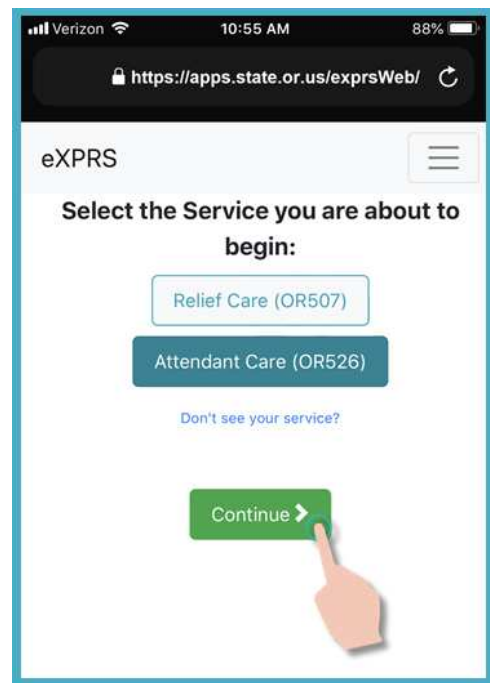 Verizon 10:55 AM 88%
https://apps.state.or.us/exprsWeb/
eXPRS
Select the Service you are about to
begin:
Relief Care (OR507)
Attendant Care (OR526)
Don't see your service?
Continue